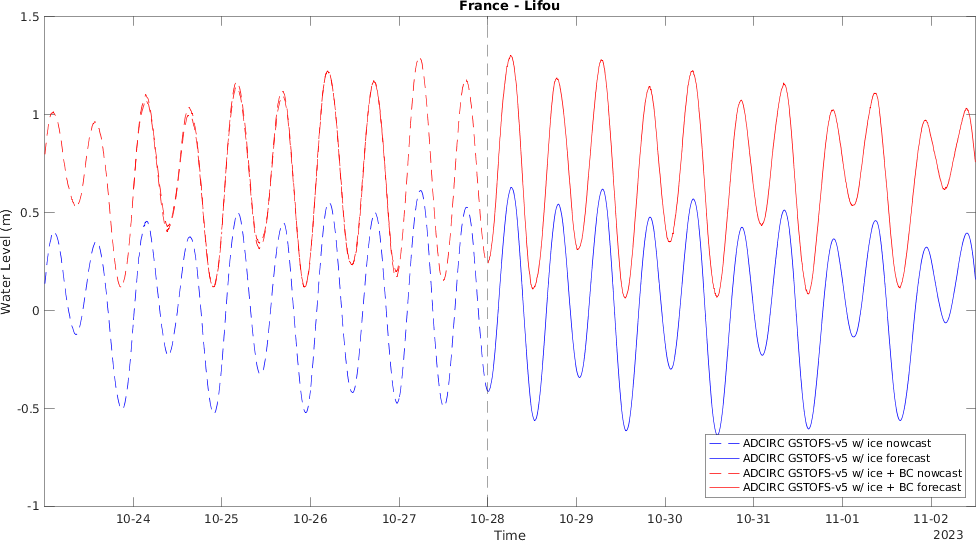 France - Lifou
Water Level (m)
1.5
1
0.5
0
-0.5
-1
ADCIRC GSTOFS-v5 w/ ice nowcast
ADCIRC GSTOFS-v5 w/ ice forecast
ADCIRC GSTOFS-v5 w/ ice + BC nowcast
ADCIRC GSTOFS-v5 w/ ice + BC forecast
10-24 10-25 10-26 10-27 10-28 10-29 10-30 10-31 11-01 11-02
Time
2023